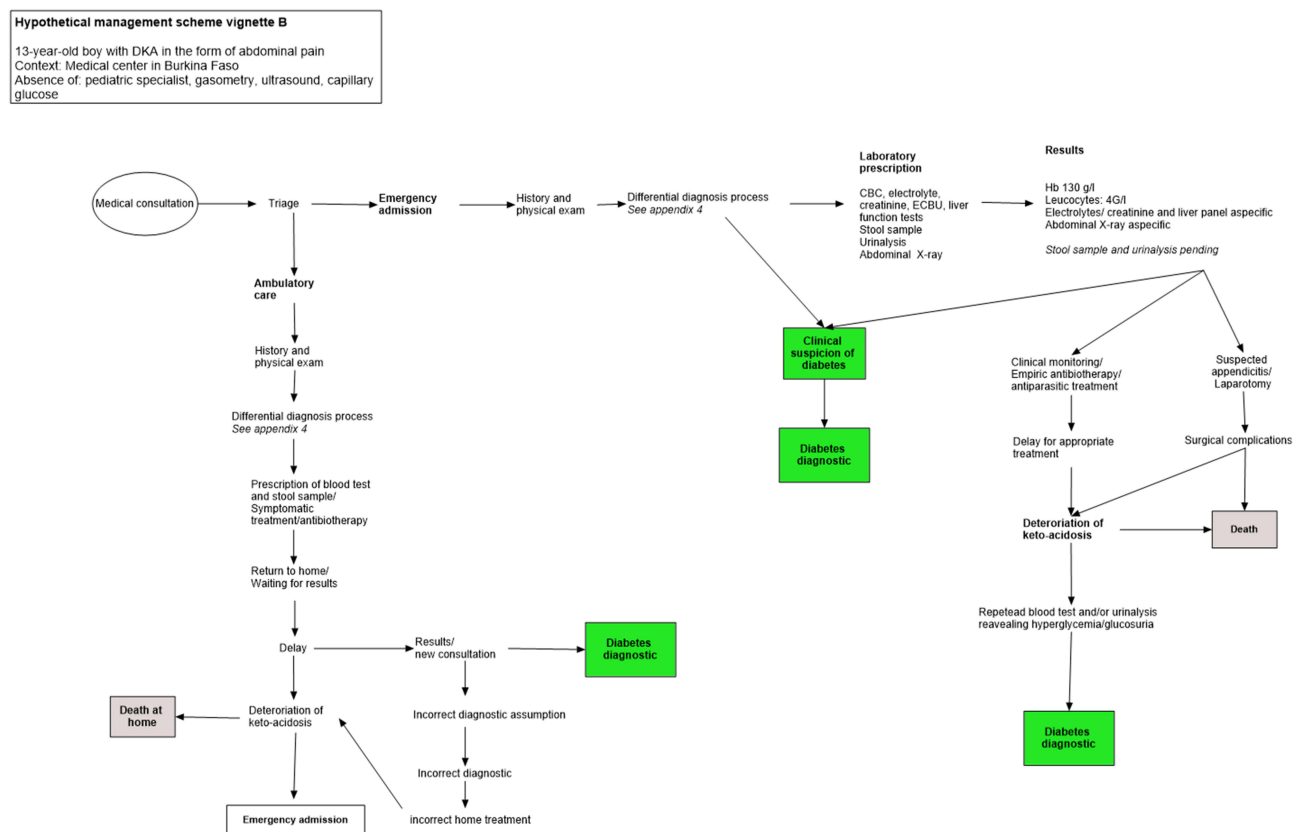 Hypothetical management scheme vignette B
13-year-old boy with DKA in the form of abdominal pain
Context: Medical center in Burkina Faso
Absence of: pediatric specialist, gasometry, ultrasound, capillary
glucose
Medical consultation
Triage
Emergency
admission
History and
physical exam
Differential diagnosis process
See appendix 4
Laboratory
prescription
CBC, electrolyte,
creatinine, ECBU, liver
function tests
Stool sample
Urinalysis
Abdominal X-ray
Results
Hb 130 g/l
Leucocytes: 4G/l
Electrolytes/ creatinine and liver panel aspecific
Abdominal X-ray aspecific
Stool sample and urinalysis pending
Ambulatory
care
History and
physical exam
Differential diagnosis process
See appendix 4
Prescription of blood test
and stool sample/
Symptomatic
treatment/antibiotherapy
Return to home/
Waiting for results
Delay
Results/
new consultation
Diabetes
diagnostic
Deteroriation of
keto-acidosis
Death at
home
Incorrect diagnostic assumption
Incorrect diagnostic
incorrect home treatment
Emergency admission
Clinical
suspicion of
diabetes
Diabetes
diagnostic
Clinical monitoring/
Empiric antibiotherapy/
antiparasitic treatment
Delay for appropriate
treatment
Suspected
appendicitis/
Laparotomy
Surgical complications
Deteroriation of
keto-acidosis
Death
Repetead blood test and/or urinalysis
reavealing hyperglycemia/glucosuria
Diabetes
diagnostic